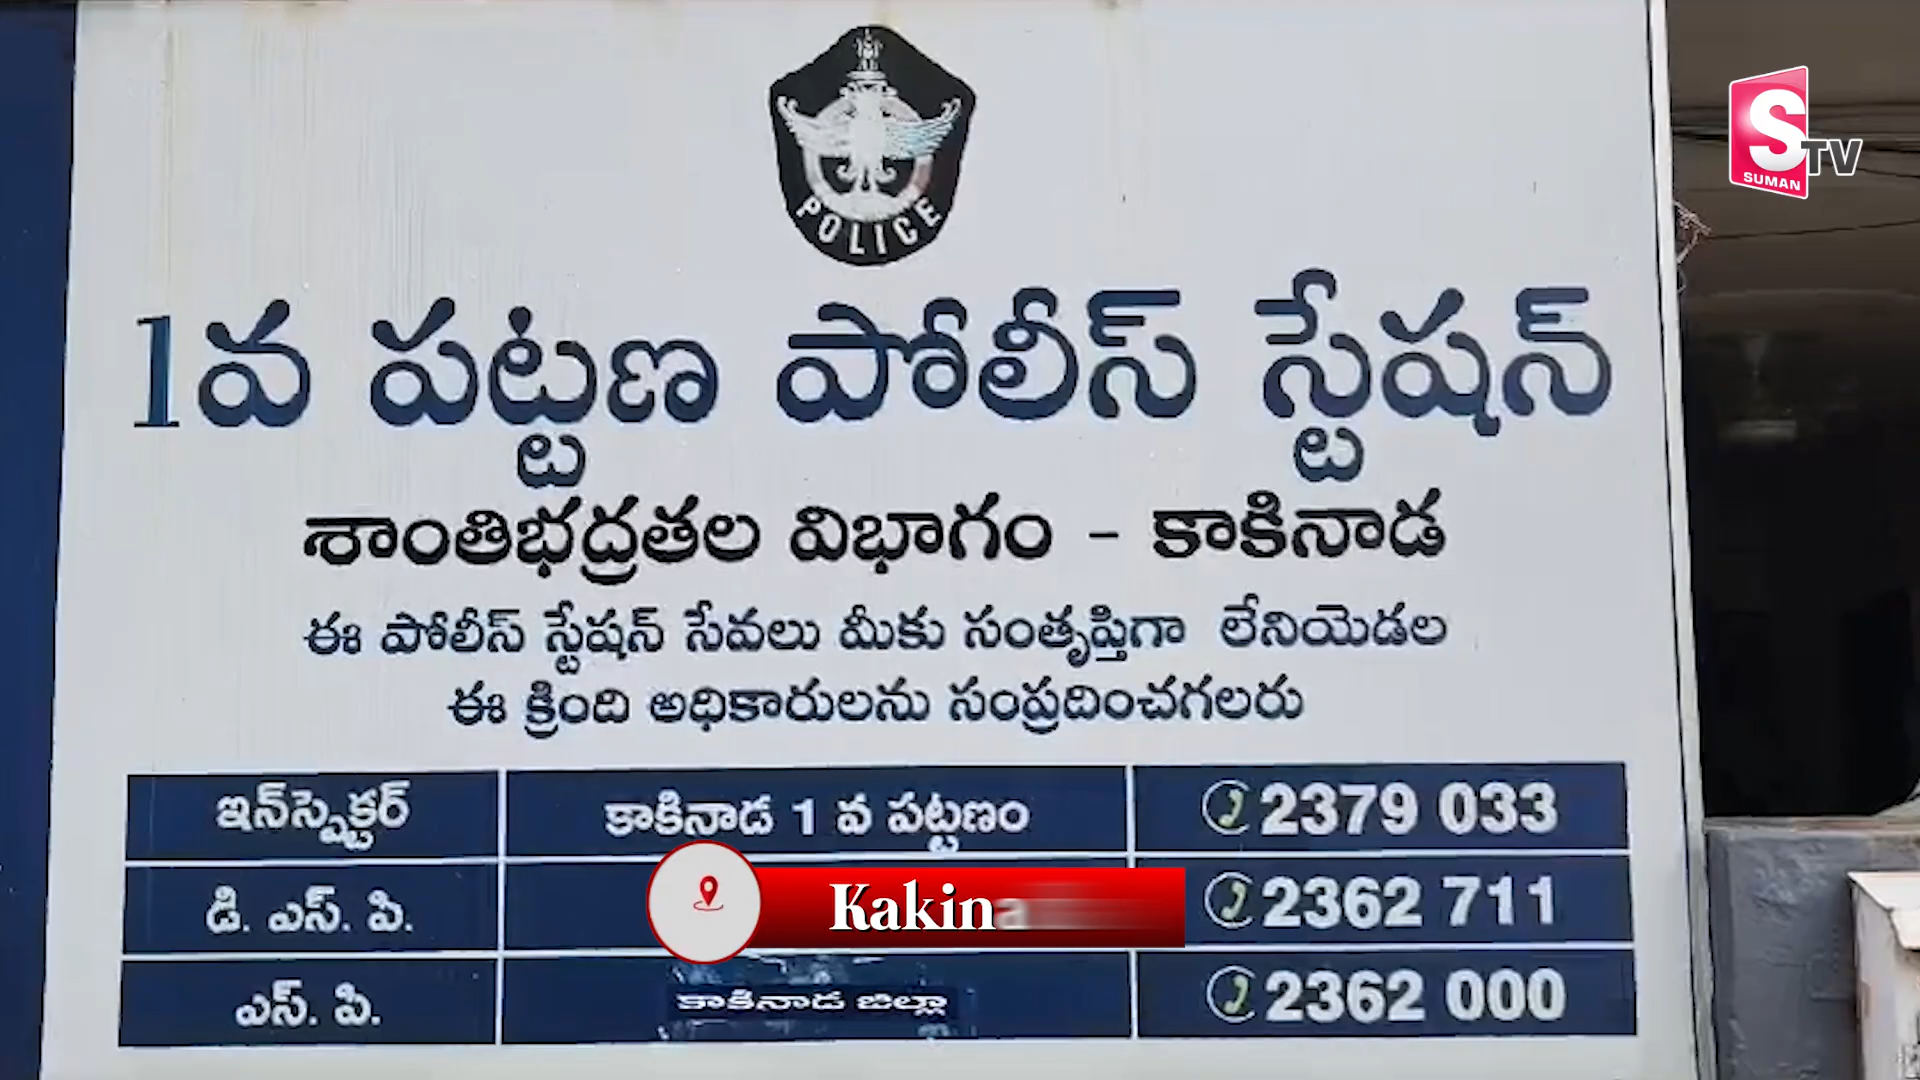 POLICE
S TV
SUMAN
1వ పట్టణ పోలీస్ స్టేషన్
శాంతిభద్రతల విభాగం - కాకినాడ
ఈ పోలీస్ స్టేషన్ సేవలు మీకు సంతృప్తిగా లేనియెడల
ఈ క్రింది అధికారులను సంప్రదించగలరు
ఇన్‌స్పెక్టర్ కాకినాడ 1 వ పట్టణం 2379 033
డి. ఎస్. పి. Kakina 2362 711
ఎస్. పి. కాకినాడ జిల్లా 2362 000